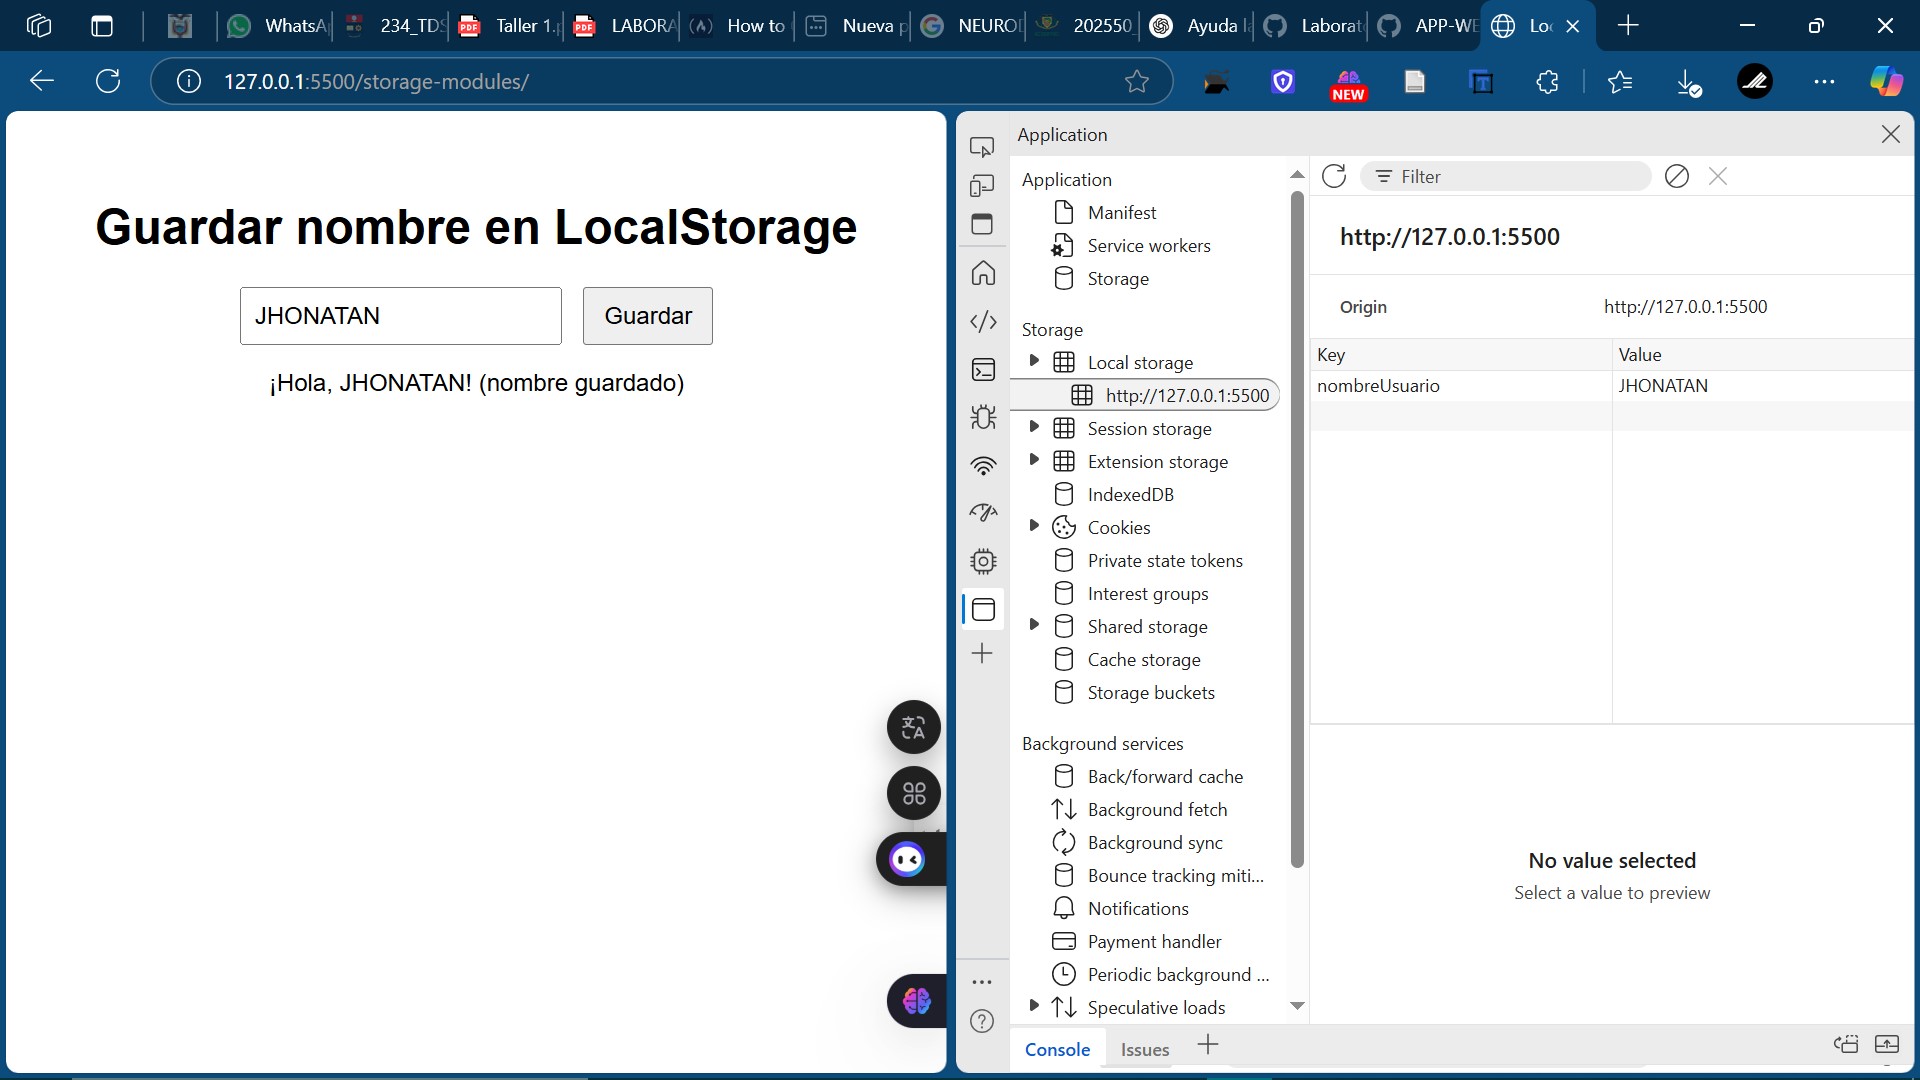 WhatsA
234_TDS
Taller 1.p
LABORA
How to
Nueva p
NEUROD
202550_
Ayuda la
Laborat
APP-WE
Loc
127.0.0.1:5500/storage-modules/
NEW
Guardar nombre en LocalStorage
JHONATAN
Guardar
¡Hola, JHONATAN! (nombre guardado)
Application
Application
Manifest
Service workers
Storage
Storage
Local storage
http://127.0.0.1:5500
Session storage
Extension storage
IndexedDB
Cookies
Private state tokens
Interest groups
Shared storage
Cache storage
Storage buckets
Background services
Back/forward cache
Background fetch
Background sync
Bounce tracking miti...
Notifications
Payment handler
Periodic background ...
Speculative loads
Filter
http://127.0.0.1:5500
Origin http://127.0.0.1:5500
Key Value
nombreUsuario JHONATAN
No value selected
Select a value to preview
Console Issues